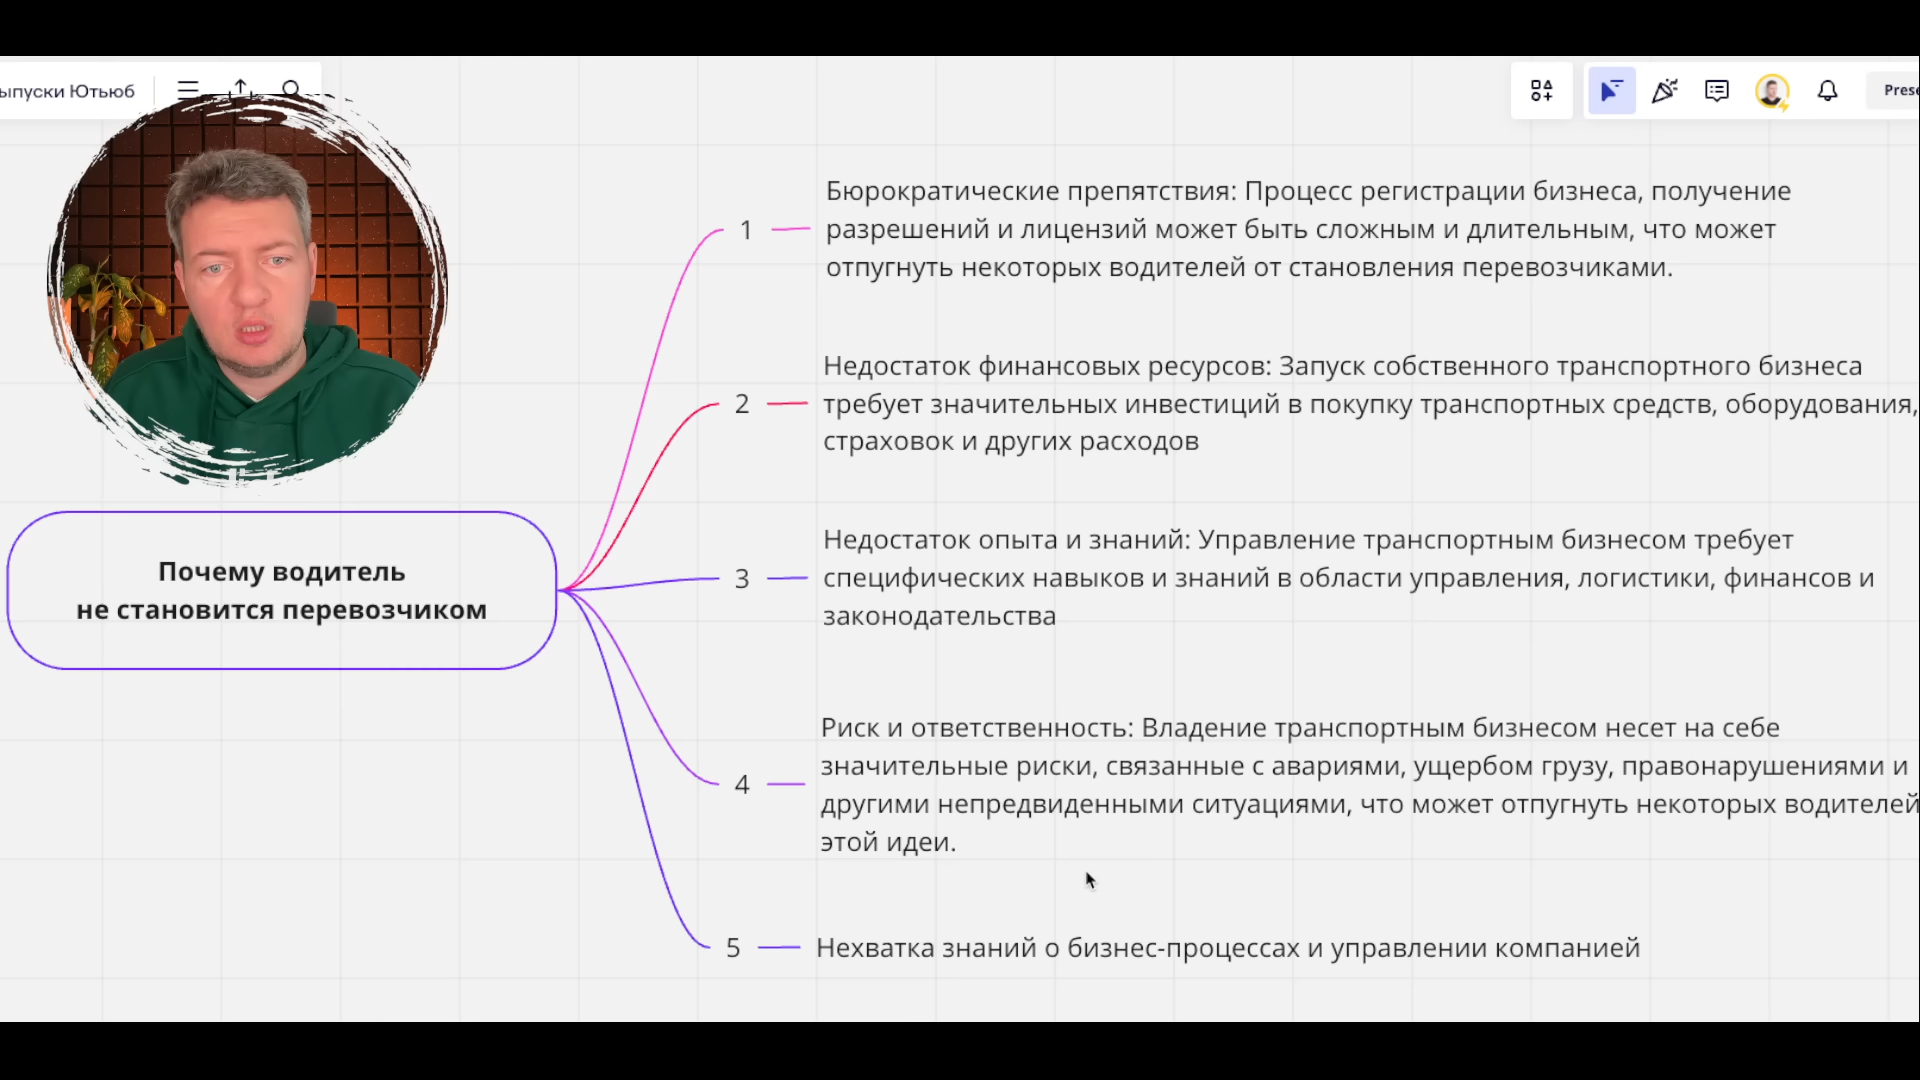 ыпуски Ютьюб
Prese
1
Бюрократические препятствия: Процесс регистрации бизнеса, получение
разрешений и лицензий может быть сложным и длительным, что может
отпугнуть некоторых водителей от становления перевозчиками.
2
Недостаток финансовых ресурсов: Запуск собственного транспортного бизнеса
требует значительных инвестиций в покупку транспортных средств, оборудования,
страховок и других расходов
Почему водитель
не становится перевозчиком
3
Недостаток опыта и знаний: Управление транспортным бизнесом требует
специфических навыков и знаний в области управления, логистики, финансов и
законодательства
4
Риск и ответственность: Владение транспортным бизнесом несет на себе
значительные риски, связанные с авариями, ущербом грузу, правонарушениями и
другими непредвиденными ситуациями, что может отпугнуть некоторых водителей
этой идеи.
5
Нехватка знаний о бизнес-процессах и управлении компанией